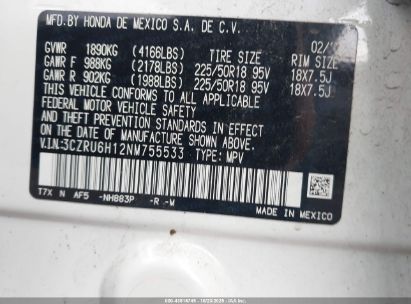 MFD.BY HONDA DE MEXICO S.A. DE C.V.
GVWR 1890KG (4166LBS) TIRE SIZE RIM SIZE
GAWR F 988KG (2178LBS) 225/50R18 95V 18X7.5J
GAWR R 902KG (1988LBS) 225/50R18 95V 18X7.5J
THIS VEHICLE CONFORMS TO ALL APPLICABLE
FEDERAL MOTOR VEHICLE SAFETY AND
THEFT PREVENTION STANDARDS IN EFFECT ON THE
DATE OF MANUFACTURE SHOWN ABOVE.
V.I.N:3CZRU6H12NM755533 TYPE: MPV
T7X N AF5 -NH883P -R -M
MADE IN MEXICO